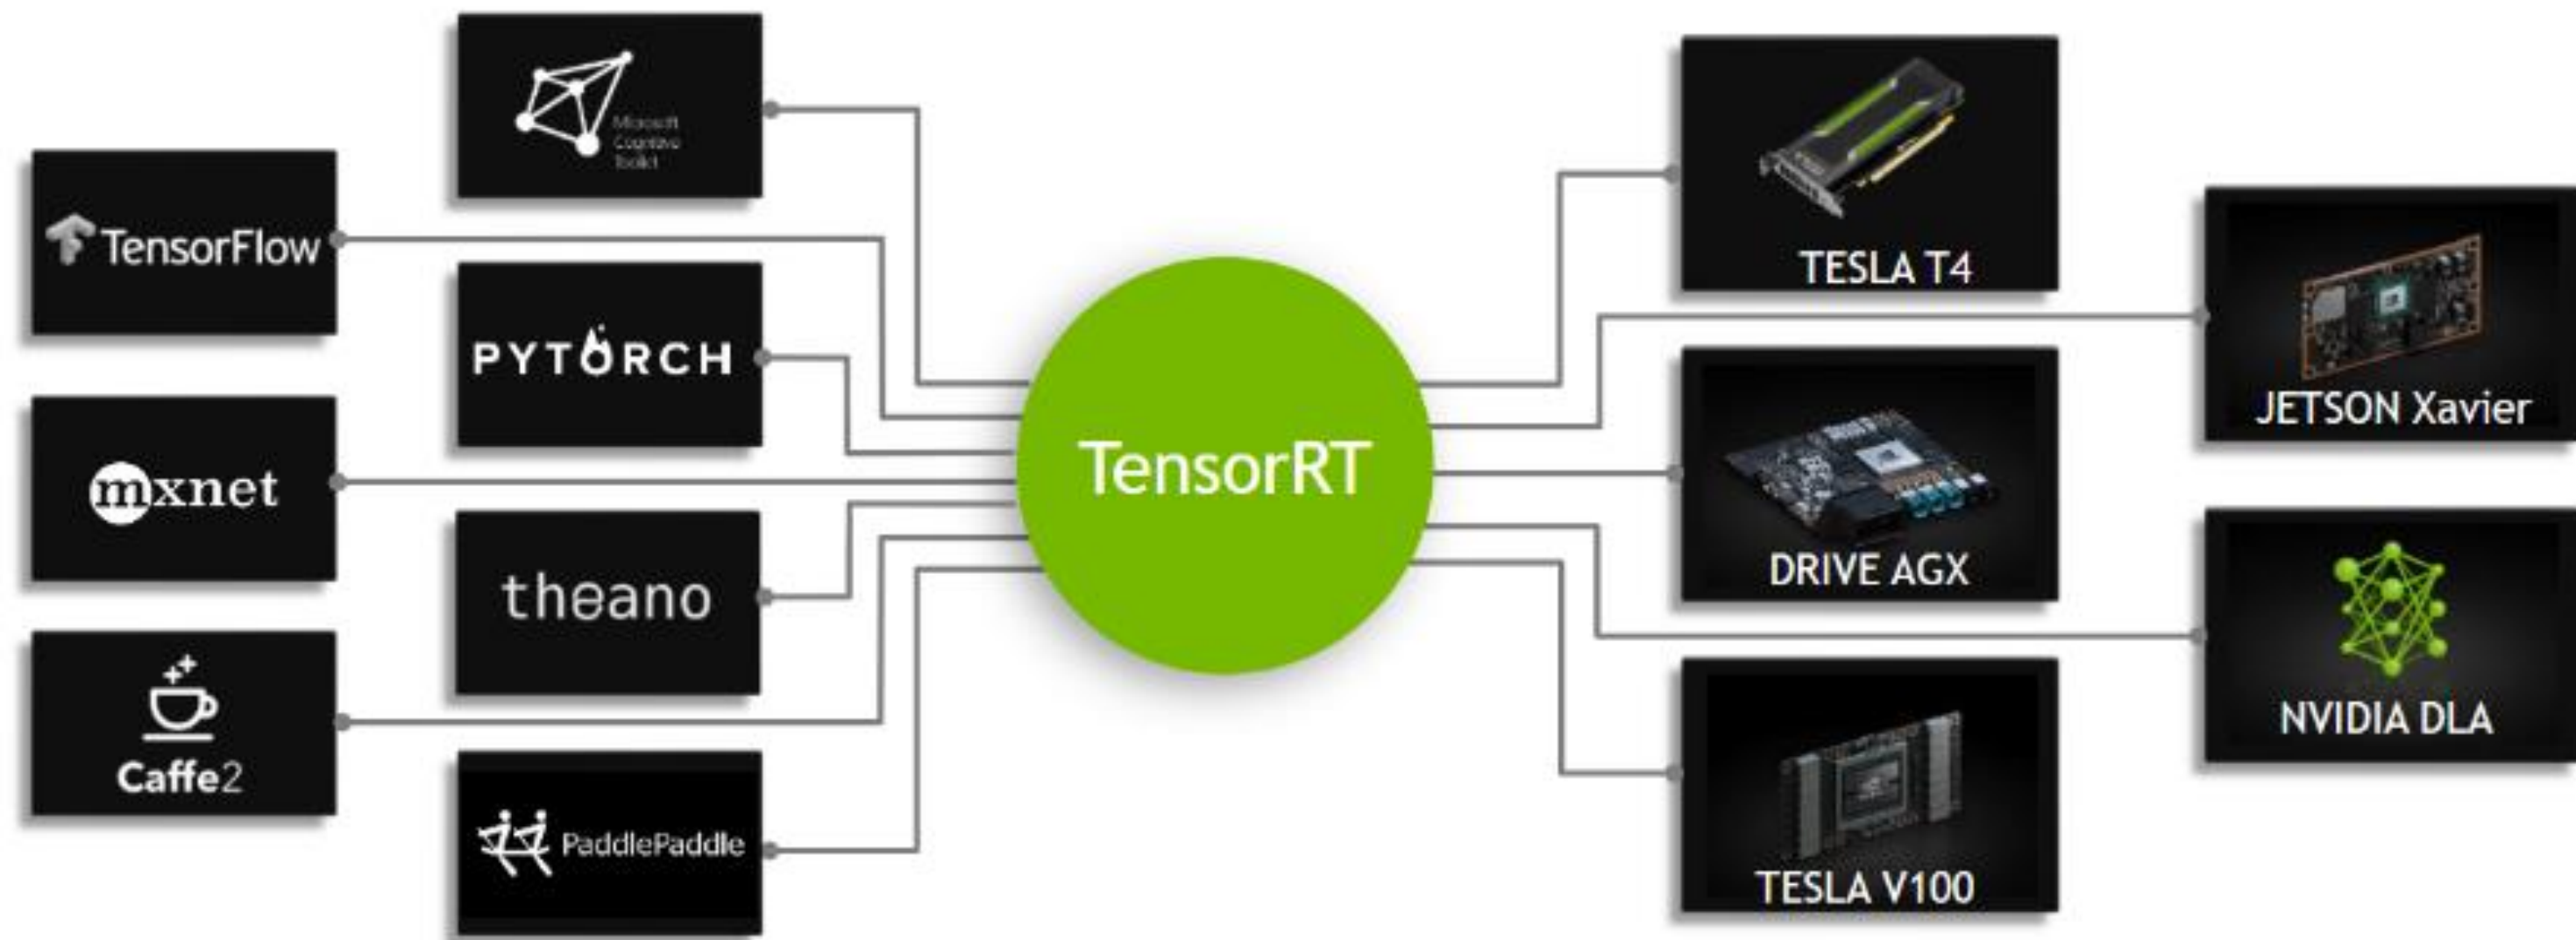 Microsoft
Cognitive
Toolkit
TensorFlow
PYTORCH
mxnet
theano
Caffe2
PaddlePaddle
TensorRT
TESLA T4
JETSON Xavier
DRIVE AGX
NVIDIA DLA
TESLA V100